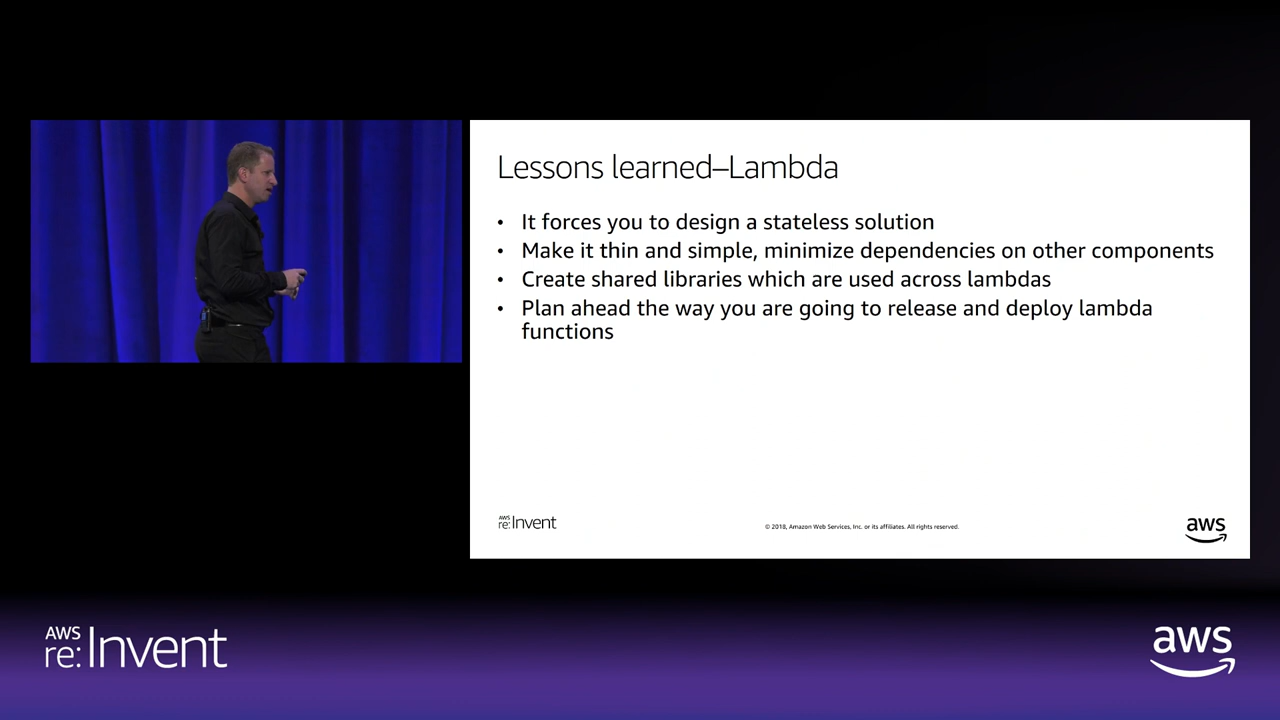 Lessons learned–Lambda
• It forces you to design a stateless solution
• Make it thin and simple, minimize dependencies on other components
• Create shared libraries which are used across lambdas
• Plan ahead the way you are going to release and deploy lambda
functions
AWS
re:Invent
© 2018, Amazon Web Services, Inc. or its affiliates. All rights reserved.
aws
AWS
re:Invent
aws